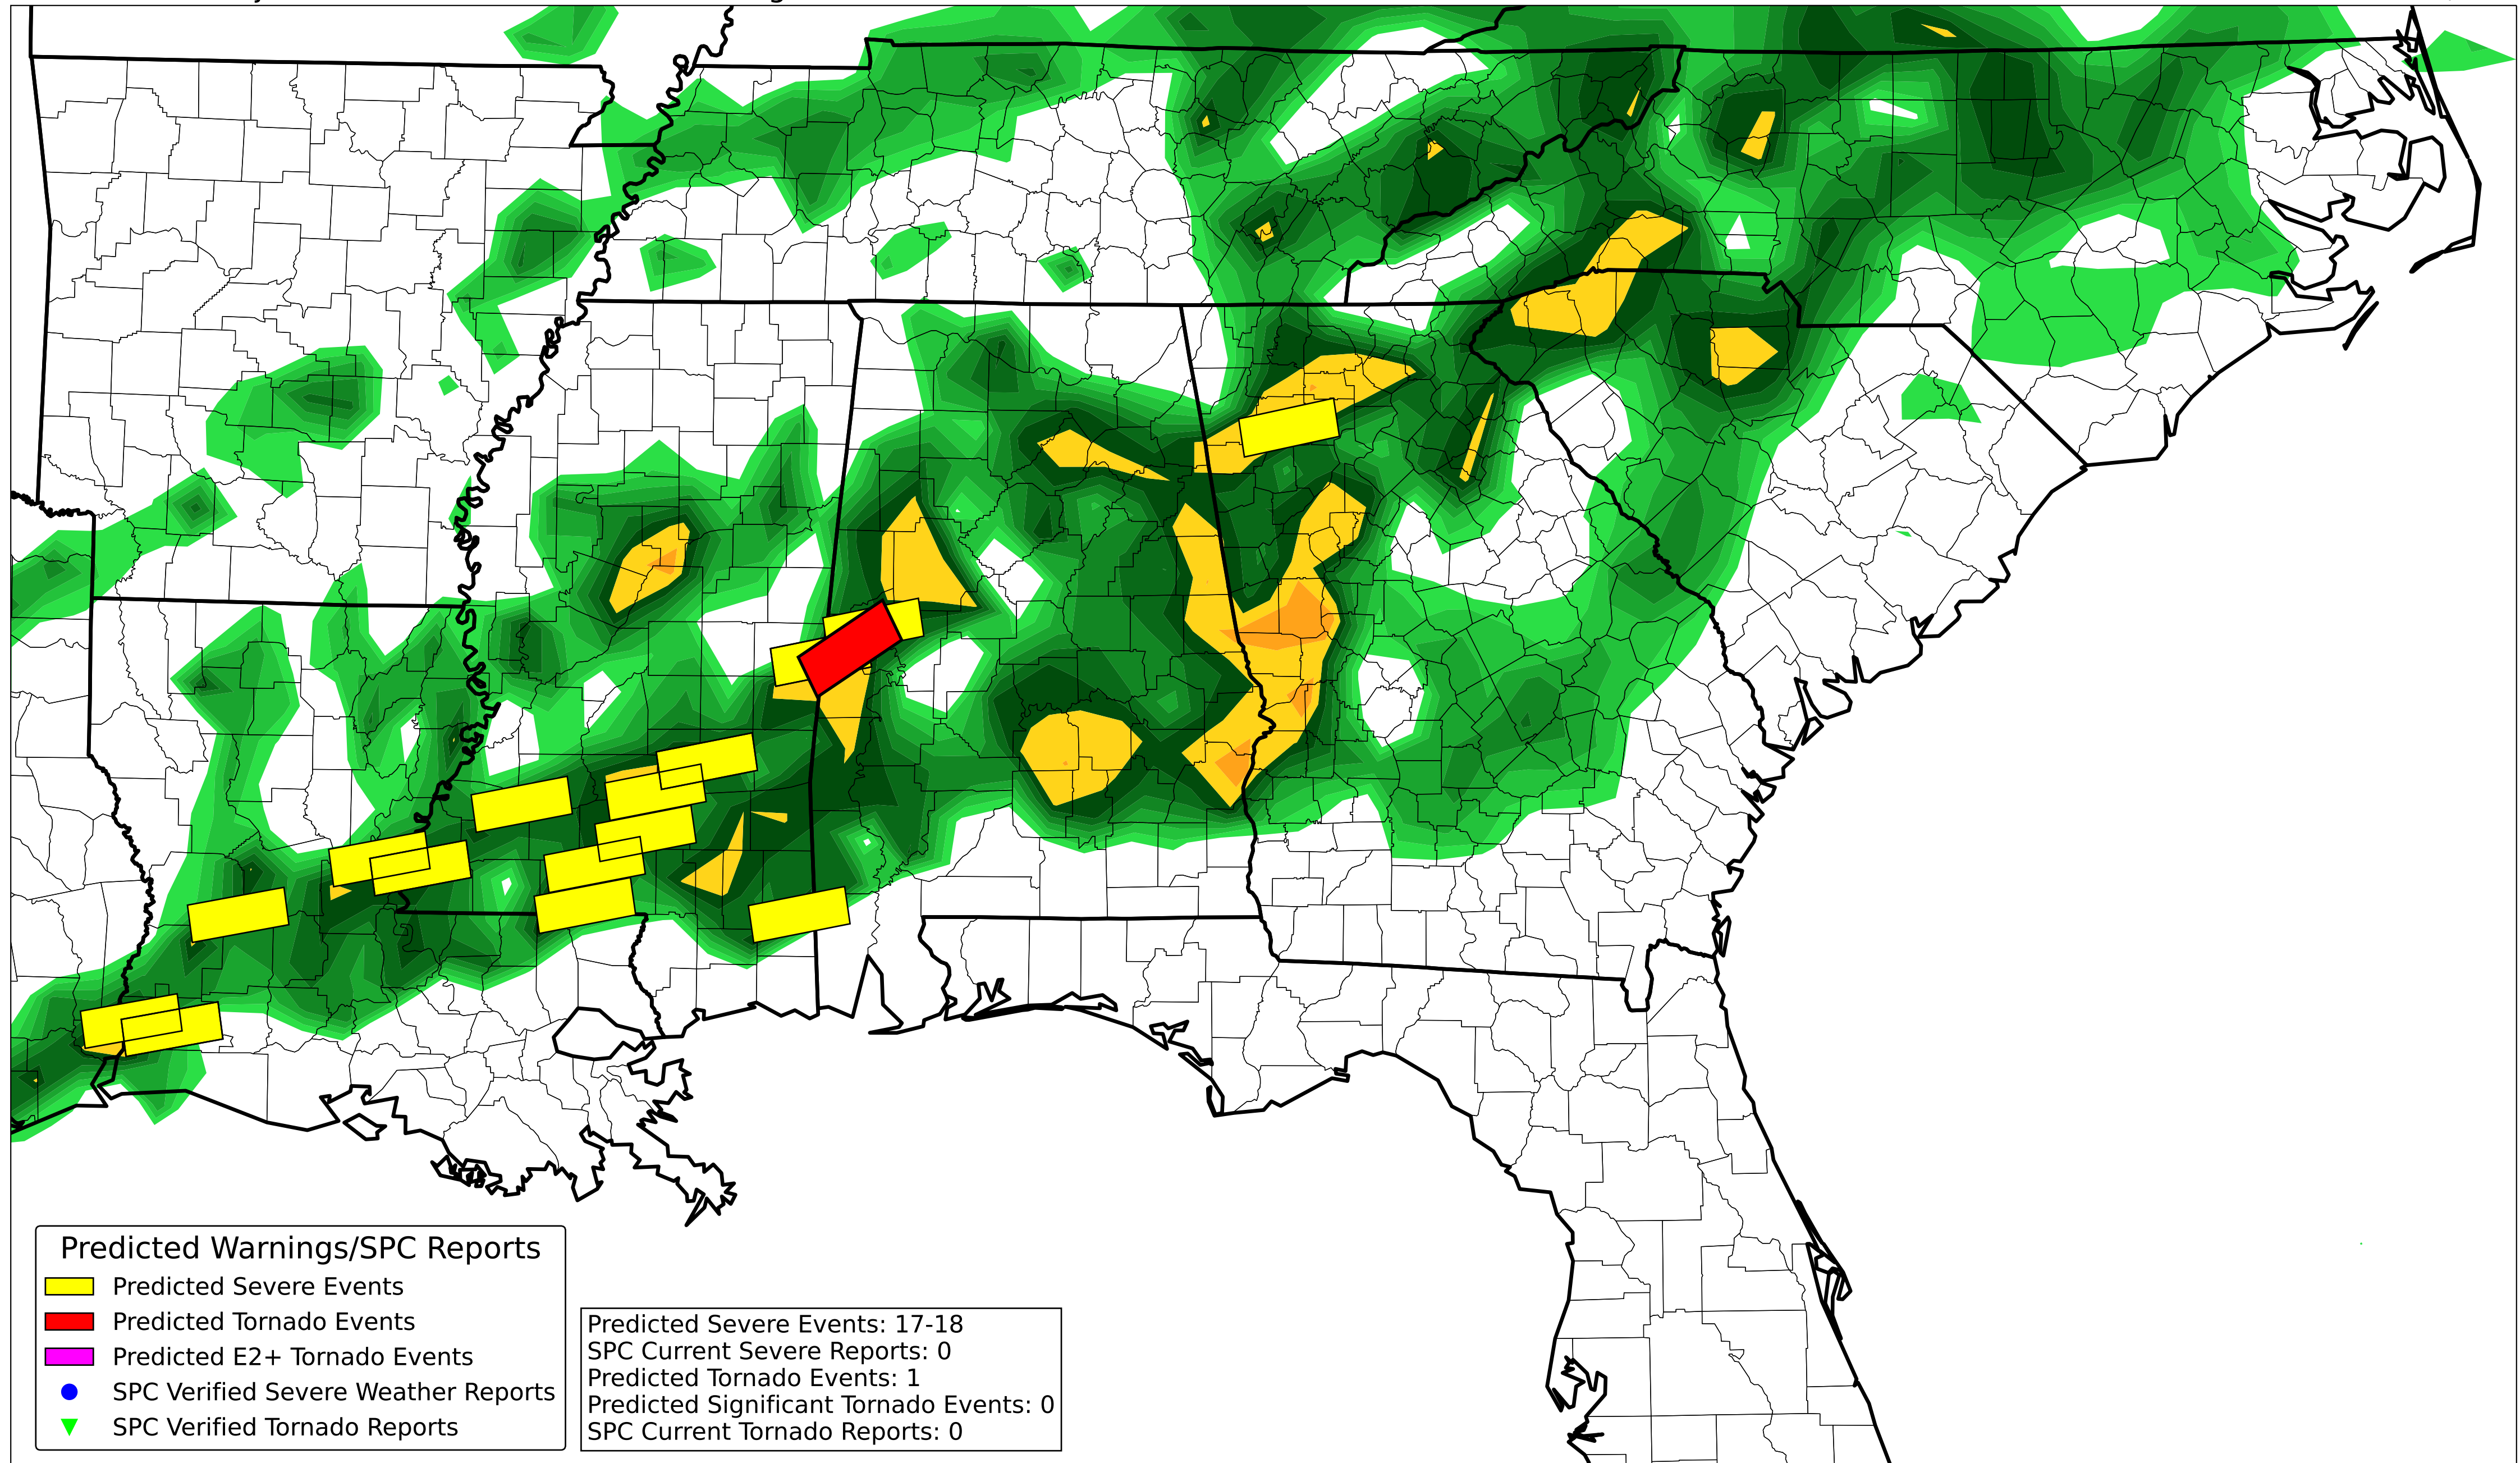 Predicted Warnings/SPC Reports
Predicted Severe Events
Predicted Tornado Events
Predicted E2+ Tornado Events
SPC Verified Severe Weather Reports
SPC Verified Tornado Reports
Predicted Severe Events: 17-18
SPC Current Severe Reports: 0
Predicted Tornado Events: 1
Predicted Significant Tornado Events: 0
SPC Current Tornado Reports: 0